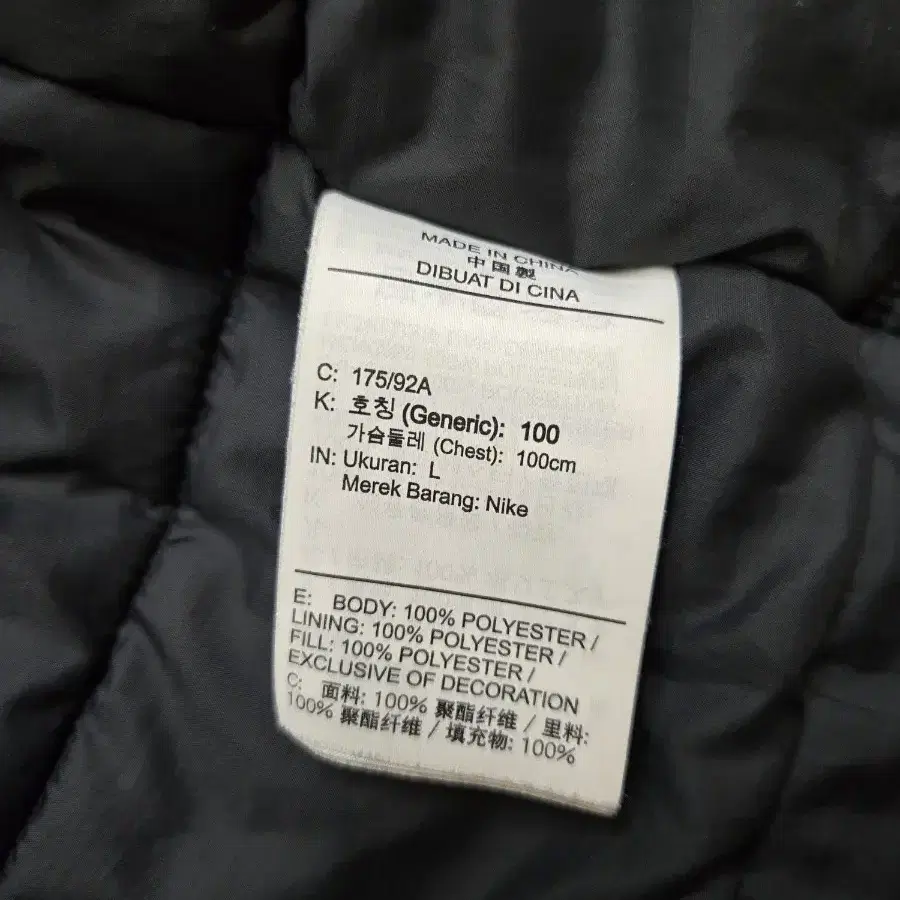 MADE IN CHINA
中国製
DIBUAT DI CINA
C: 175/92A
K: 호칭 (Generic): 100
가슴둘레 (Chest): 100cm
IN: Ukuran: L
Merek Barang: Nike
E: BODY: 100% POLYESTER /
LINING: 100% POLYESTER /
FILL: 100% POLYESTER /
EXCLUSIVE OF DECORATION
C: 面料: 100% 聚酯纤维 / 里料:
100% 聚酯纤维 / 填充物: 100%